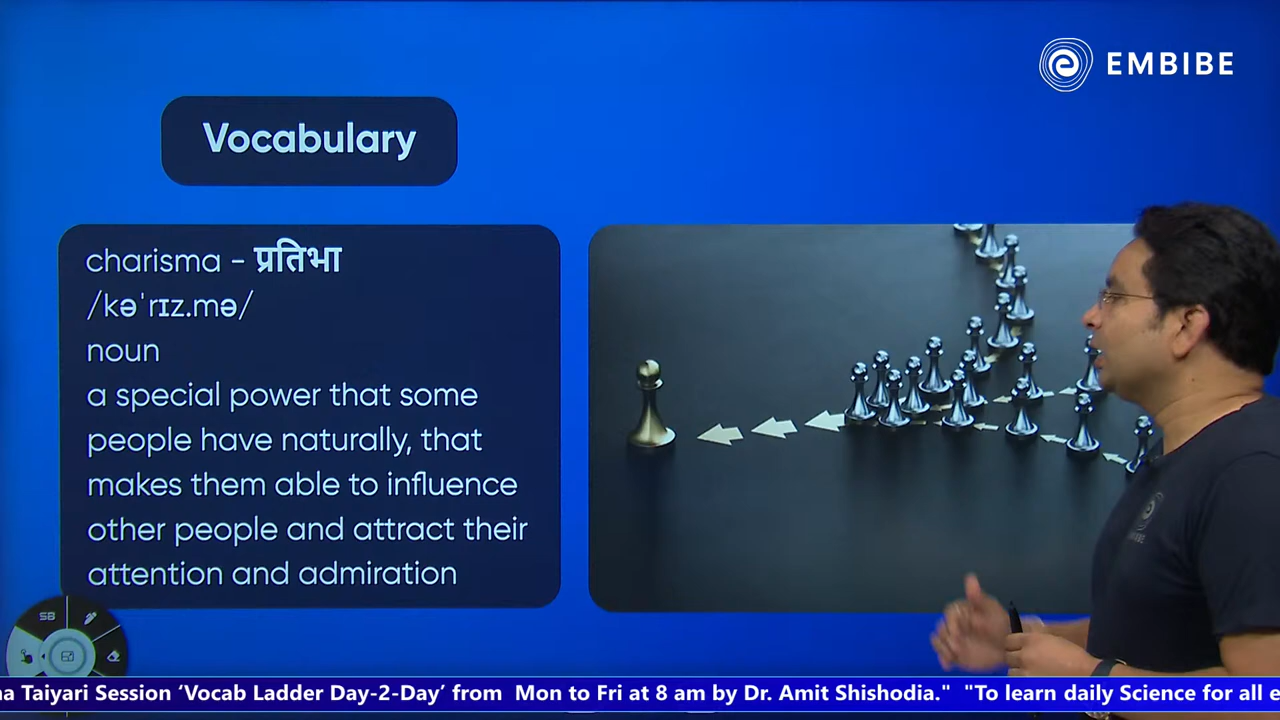 EMBIBE
Vocabulary
charisma - प्रतिभा
/kəˈrɪz.mə/
noun
a special power that some
people have naturally, that
makes them able to influence
other people and attract their
attention and admiration
EMBIBE
SB
Taiyari Session ‘Vocab Ladder Day-2-Day’ from Mon to Fri at 8 am by Dr. Amit Shishodia." "To learn daily Science for all